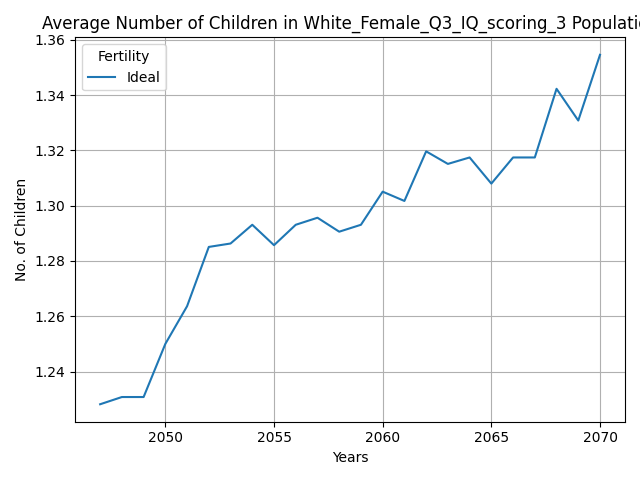 Average Number of Children in White_Female_Q3_IQ_scoring_3 Populatio
1.36
1.34
1.32
1.30
1.28
1.26
1.24
No. of Children
Fertility
Ideal
2050 2055 2060 2065 2070
Years